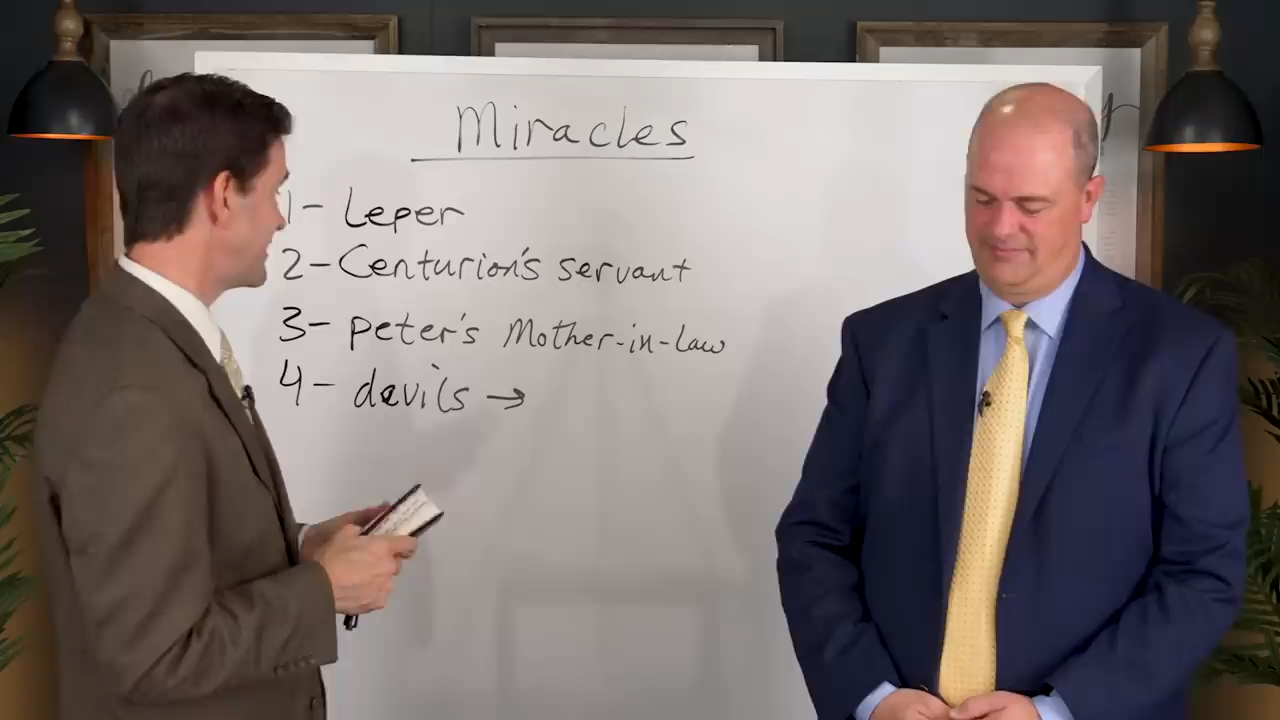 Miracles
1- Leper
2- Centurion's servant
3- peter's Mother-in-Law
4- devils →